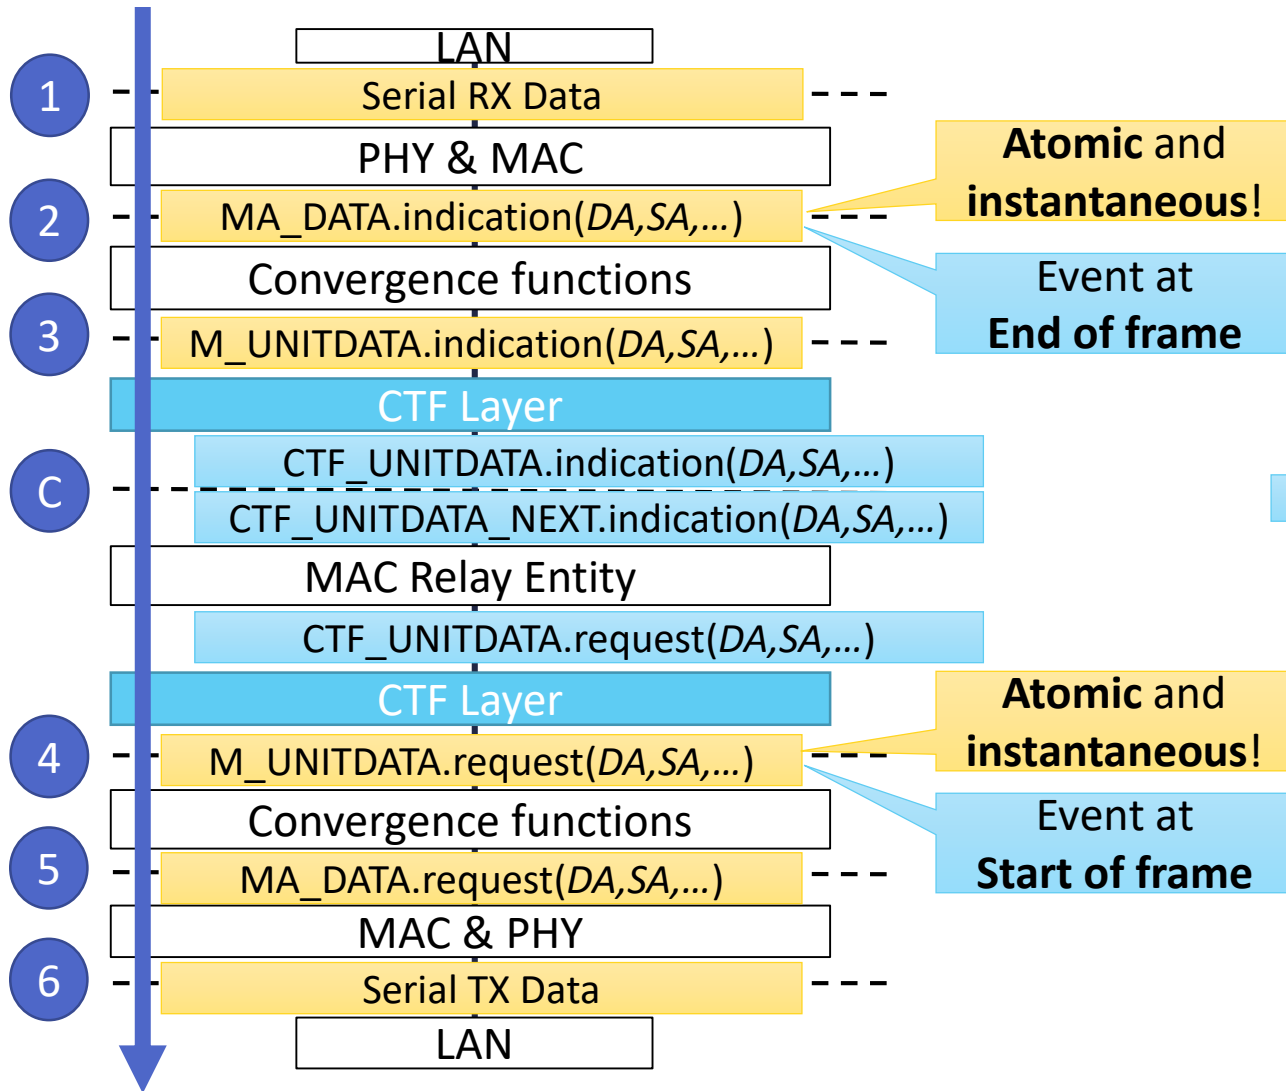 LAN
1
Serial RX Data
PHY & MAC
Atomic and
instantaneous!
2
MA_DATA.indication(DA,SA,...)
Convergence functions
Event at
End of frame
3
M_UNITDATA.indication(DA,SA,...)
CTF Layer
CTF_UNITDATA.indication(DA,SA,...)
C
CTF_UNITDATA_NEXT.indication(DA,SA,...)
MAC Relay Entity
CTF_UNITDATA.request(DA,SA,...)
CTF Layer
Atomic and
instantaneous!
4
M_UNITDATA.request(DA,SA,...)
Convergence functions
Event at
Start of frame
5
MA_DATA.request(DA,SA,...)
MAC & PHY
6
Serial TX Data
LAN